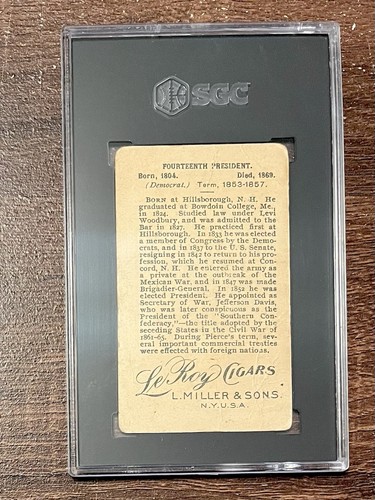 SGC
FOURTEENTH PRESIDENT.
Born, 1804. Died, 1869.
(Democrat.) Term, 1853-1857.
BORN at Hillsborough, N. H. He
graduated at Bowdoin College, Me.,
in 1824. Studied law under Levi
Woodbury, and was admitted to the
Bar in 1827. He practiced first at
Hillsborough. In 1833 he was elected
a member of Congress by the Demo-
crats, and in 1837 to the U. S. Senate,
resigning in 1842 to return to his pro-
fession, which he resumed at Con-
cord, N. H. He entered the army as
a private at the outbreak of the
Mexican War, and in 1847 was made
Brigadier-General. In 1852 he was
elected President. He appointed as
Secretary of War, Jefferson Davis,
who was later conspicuous as the
President of the "Southern Con-
federacy,"—the title adopted by the
seceding States in the Civil War of
1861-65. During Pierce's term, sev-
eral important commercial treaties
were effected with foreign nations.
Le Roy CIGARS
L. MILLER & SONS.
N.Y. U.S.A.